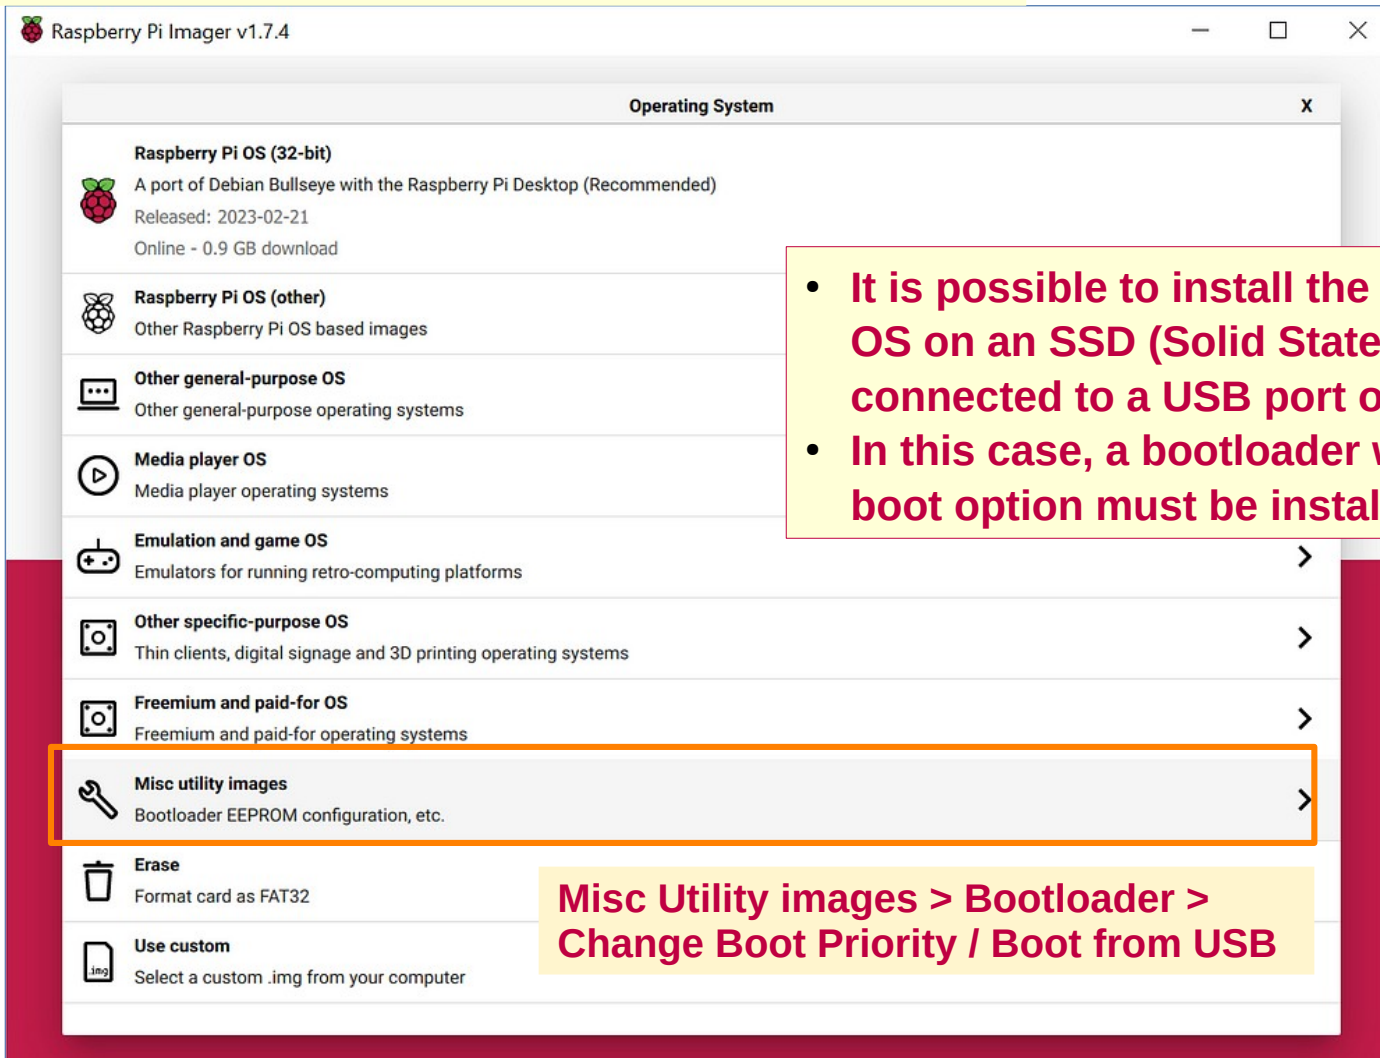 Raspberry Pi Imager v1.7.4
Operating System
X
Raspberry Pi OS (32-bit)
A port of Debian Bullseye with the Raspberry Pi Desktop (Recommended)
Released: 2023-02-21
Online - 0.9 GB download
Raspberry Pi OS (other)
Other Raspberry Pi OS based images
Other general-purpose OS
Other general-purpose operating systems
Media player OS
Media player operating systems
• It is possible to install the
OS on an SSD (Solid State
connected to a USB port
• In this case, a bootloader
boot option must be
Emulation and game OS
Emulators for running retro-computing platforms
Other specific-purpose OS
Thin clients, digital signage and 3D printing operating systems
Freemium and paid-for OS
Freemium and paid-for operating systems
Misc utility images
Bootloader EEPROM configuration, etc.
Erase
Format card as FAT32
Misc Utility images > Bootloader >
Change Boot Priority / Boot from USB
.img
Use custom
Select a custom .img from your computer